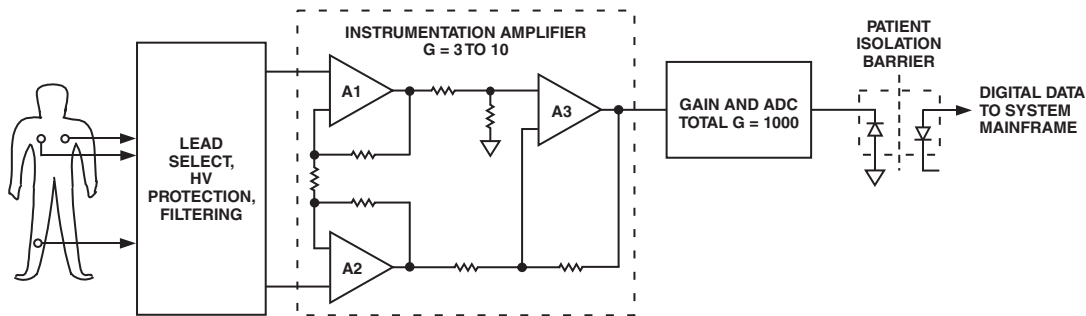 INSTRUMENTATION AMPLIFIER
G = 3 TO 10
A1
A2
A3
LEAD
SELECT,
HV
PROTECTION,
FILTERING
GAIN AND ADC
TOTAL G = 1000
PATIENT
ISOLATION
BARRIER
DIGITAL DATA
TO SYSTEM
MAINFRAME